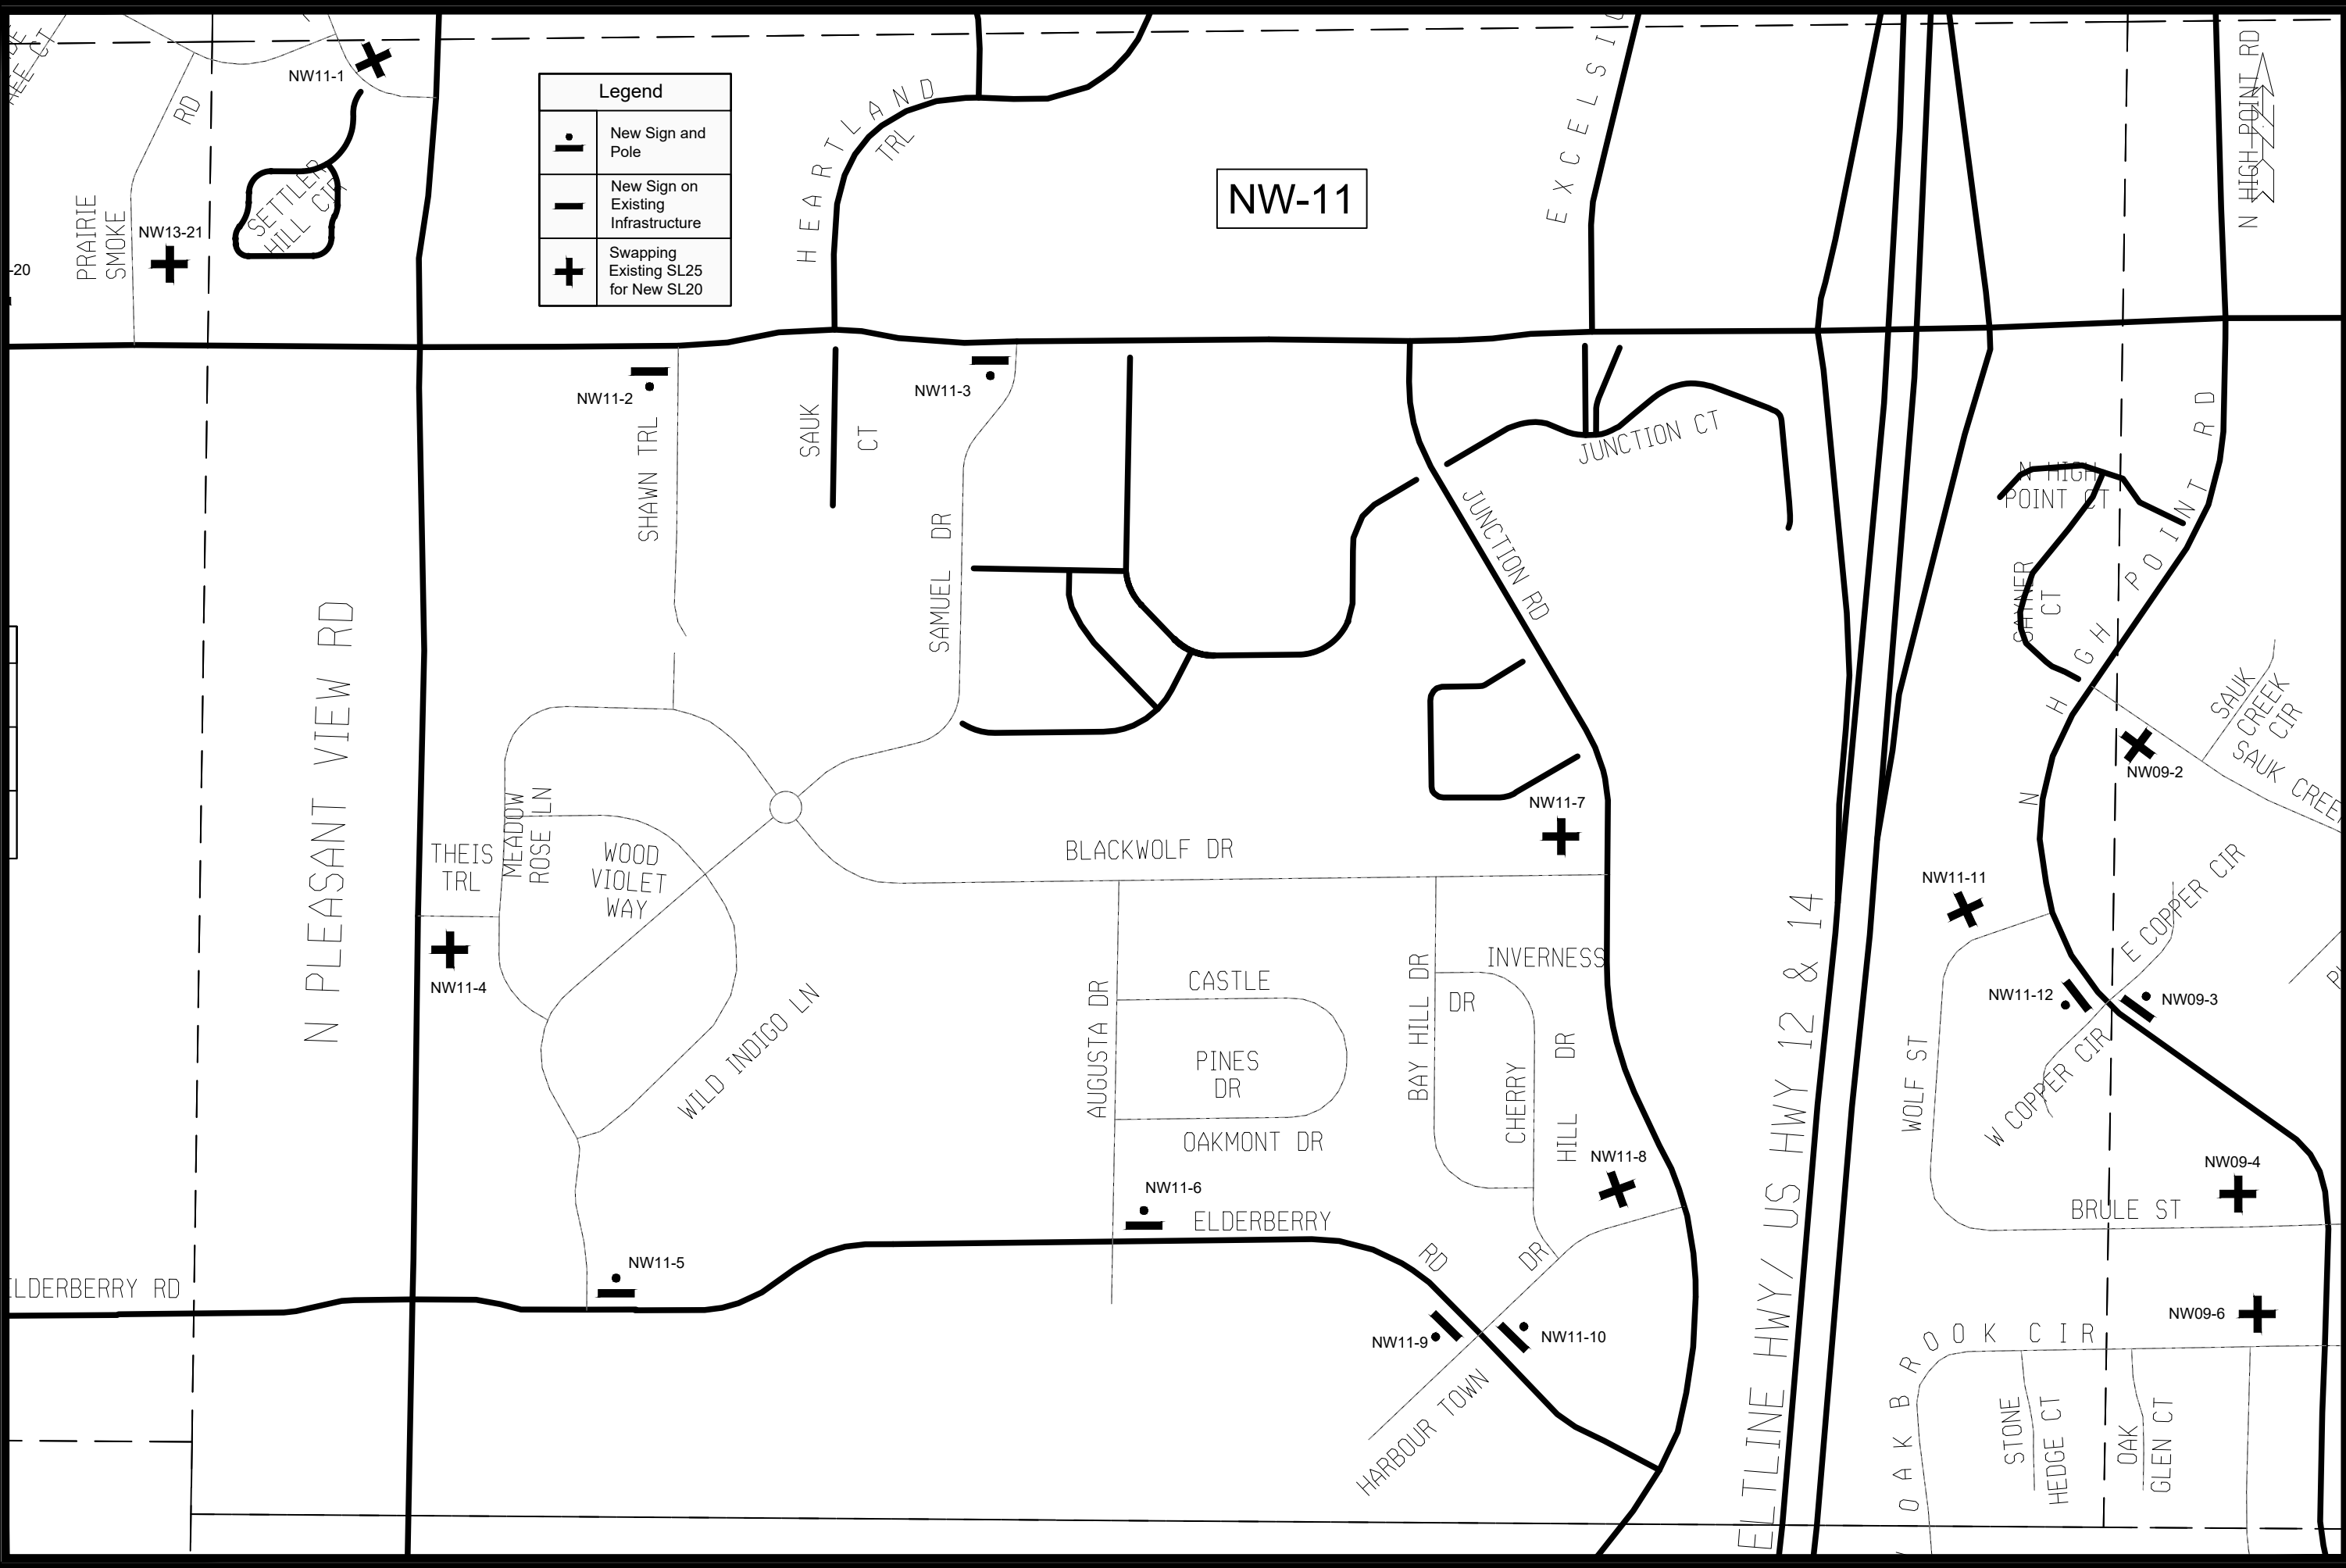 NW11-1
RD
PRAIRIE
SMOKE
NW13-21
-20
SETTLER
HILL CIR
Legend
New Sign and
Pole
New Sign on
Existing
Infrastructure
Swapping
Existing SL25
for New SL20
HEARTLAND
TRL
NW-11
N HIGH POINT RD
NW11-2
SHAWN TRL
SAUK
CT
NW11-3
SAMUEL DR
JUNCTION CT
JUNCTION RD
N HIGH
POINT CT
SAYNER
CT
N HIGH POINT RD
SAUK
CREEK
CIR
NW09-2
N PLEASANT VIEW RD
THEIS
TRL
MEADOW
ROSE LN
WOOD
VIOLET
WAY
NW11-4
WILD INDIGO LN
BLACKWOLF DR
NW11-7
AUGUSTA DR
CASTLE
PINES
DR
OAKMONT DR
BAY HILL DR
INVERNESS
DR
CHERRY
HILL DR
NW11-8
NW11-6
ELDERBERRY
RD
NW11-5
ELDERBERRY RD
NW11-9
NW11-10
HARBOUR TOWN
DR
ELTLINE HWY/ US HWY 12 & 14
NW11-11
E COPPER CIR
NW11-12
NW09-3
W COPPER CIR
WOLF ST
NW09-4
BRULE ST
NW09-6
OAKBROOK CIR
STONE
HEDGE CT
OAK
GLEN CT